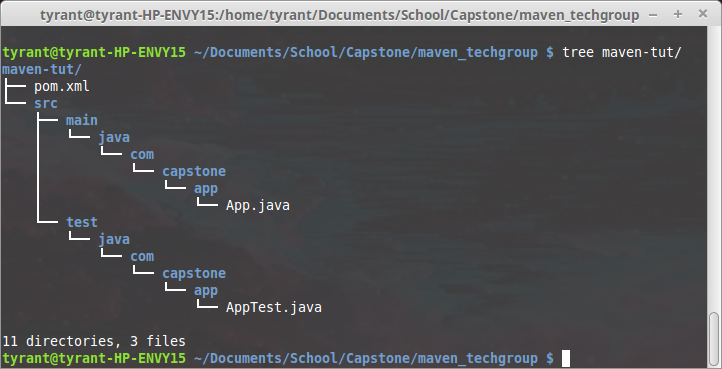 tyrant@tyrant-HP-ENVY15:/home/tyrant/Documents/School/Capstone/maven_techgroup
tyrant@tyrant-HP-ENVY15 ~/Documents/School/Capstone/maven_techgroup $ tree maven-tut/
maven-tut/
├── pom.xml
└── src
    ├── main
    │   └── java
    │       └── com
    │           └── capstone
    │               └── app
    │                   └── App.java
    └── test
        └── java
            └── com
                └── capstone
                    └── app
                        └── AppTest.java

11 directories, 3 files
tyrant@tyrant-HP-ENVY15 ~/Documents/School/Capstone/maven_techgroup $